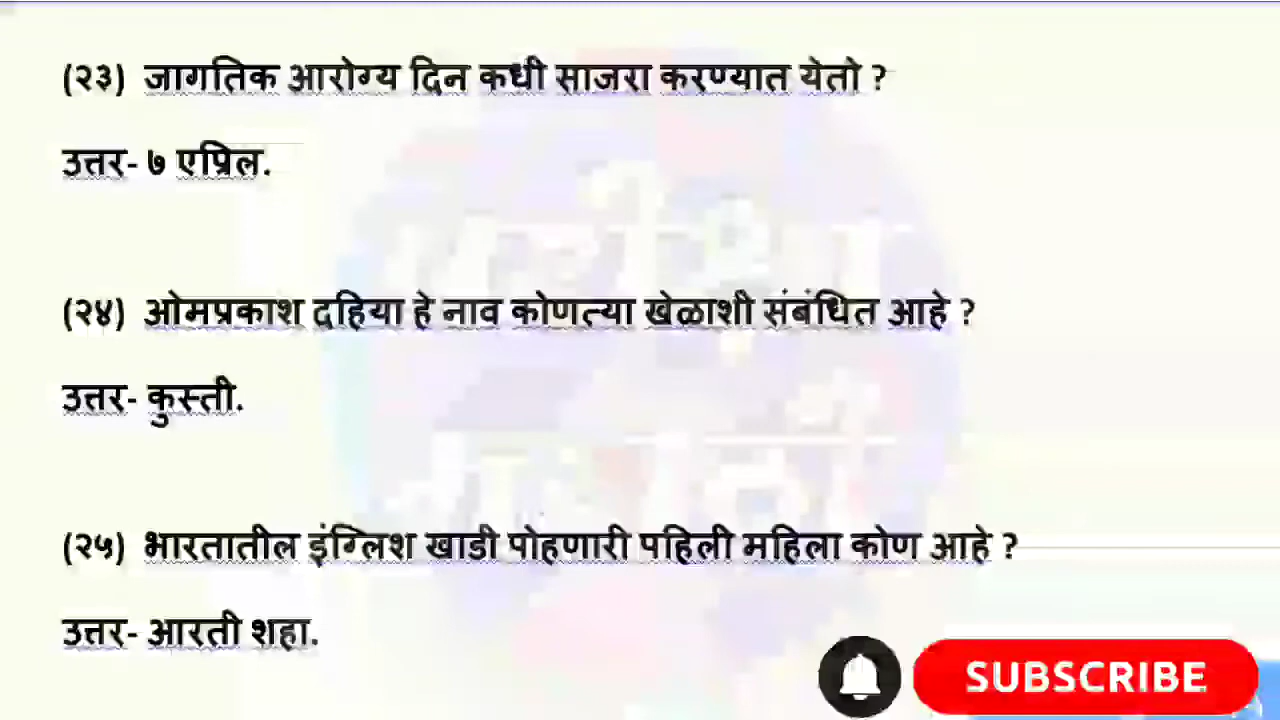 (२३) जागतिक आरोग्य दिन कधी साजरा करण्यात येतो ?
उत्तर- ७ एप्रिल.
(२४) ओमप्रकाश दहिया हे नाव कोणत्या खेळाशी संबंधित आहे ?
उत्तर- कुस्ती.
(२५) भारतातील इंग्लिश खाडी पोहणारी पहिली महिला कोण आहे ?
उत्तर- आरती शहा.
SUBSCRIBE